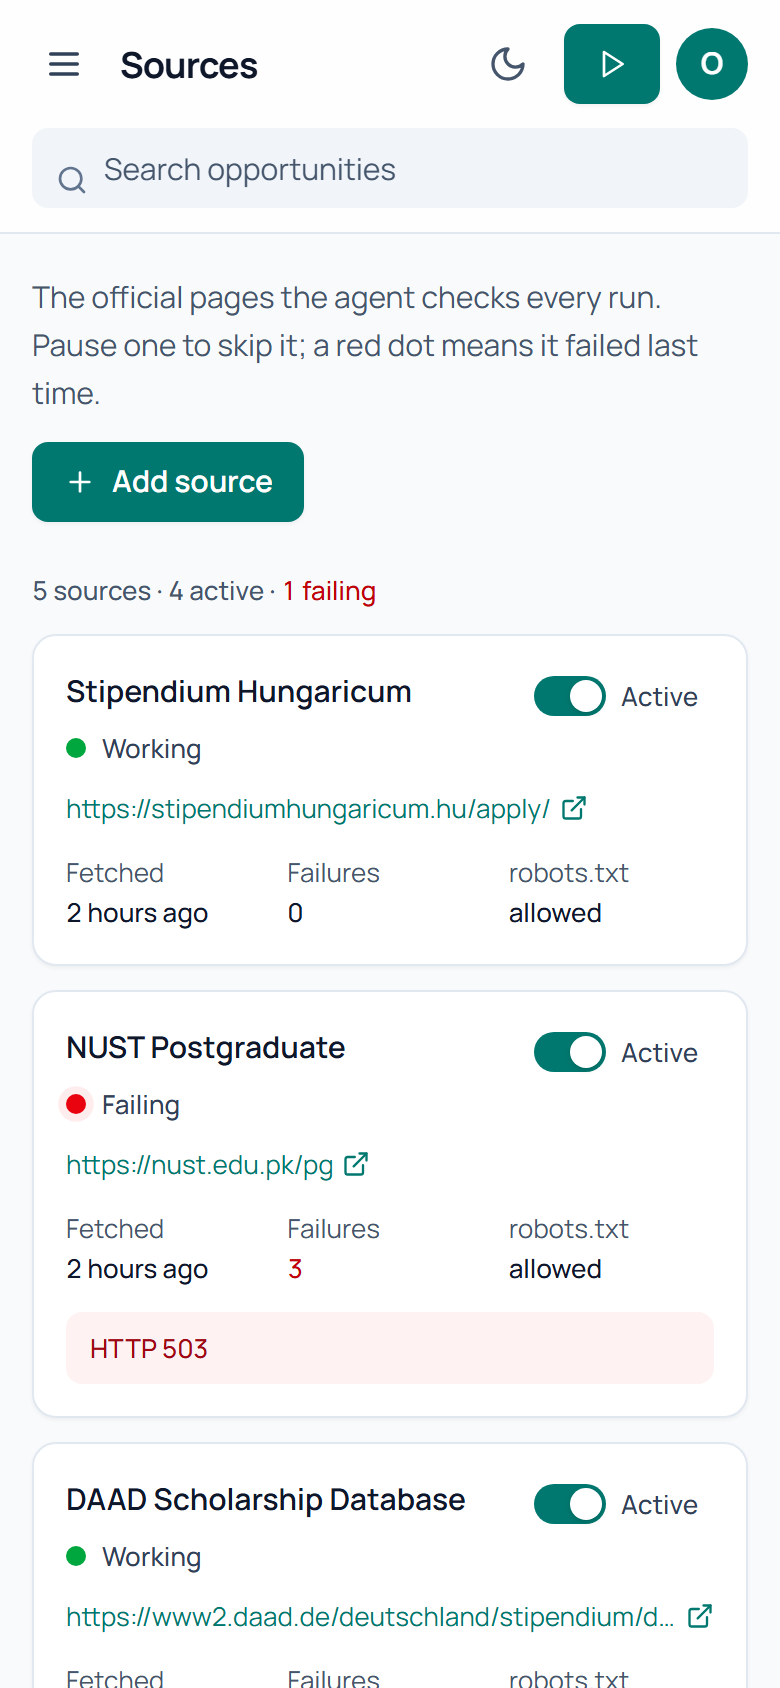 Sources
O
Search opportunities
The official pages the agent checks every run.
Pause one to skip it; a red dot means it failed last
time.
Add source
5 sources · 4 active · 1 failing
Stipendium Hungaricum
Active
Working
https://stipendiumhungaricum.hu/apply/
Fetched Failures robots.txt
2 hours ago 0 allowed
NUST Postgraduate
Active
Failing
https://nust.edu.pk/pg
Fetched Failures robots.txt
2 hours ago 3 allowed
HTTP 503
DAAD Scholarship Database
Active
Working
https://www2.daad.de/deutschland/stipendium/d...
Fetched Failures robots.txt